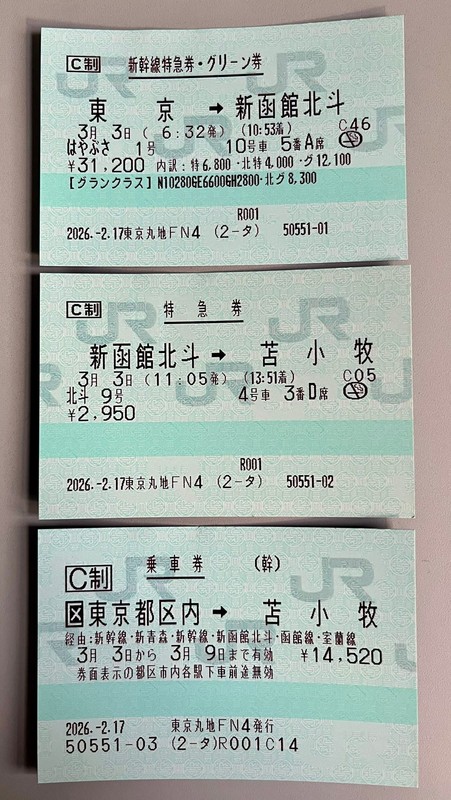 C制 新幹線特急券・グリーン券
東京 → 新函館北斗
3月 3日 ( 6:32発) (10:53着) C46
はやぶさ 1号 10号車 5番A席
¥31,200 内訳:特6,800・北特4,000・グ12,100
【グランクラス】N10280GE6600GH2800・北グ8,300
R001
2026.-2.17東京丸地FN4 (2-タ) 50551-01
C制 特急券
新函館北斗 → 苫小牧
3月 3日 (11:05発) (13:51着) C05
北斗 9号 4号車 3番D席
¥2,950
R001
2026.-2.17東京丸地FN4 (2-タ) 50551-02
C制 乗車券 (幹)
区東京都区内 → 苫小牧
経由:新幹線・新青森・新幹線・新函館北斗・函館線・室蘭線
3月 3日から 3月 9日まで有効 ¥14,520
券面表示の都区市内各駅下車前途無効
2026.-2.17 東京丸地FN4発行
50551-03 (2-タ)R001C14